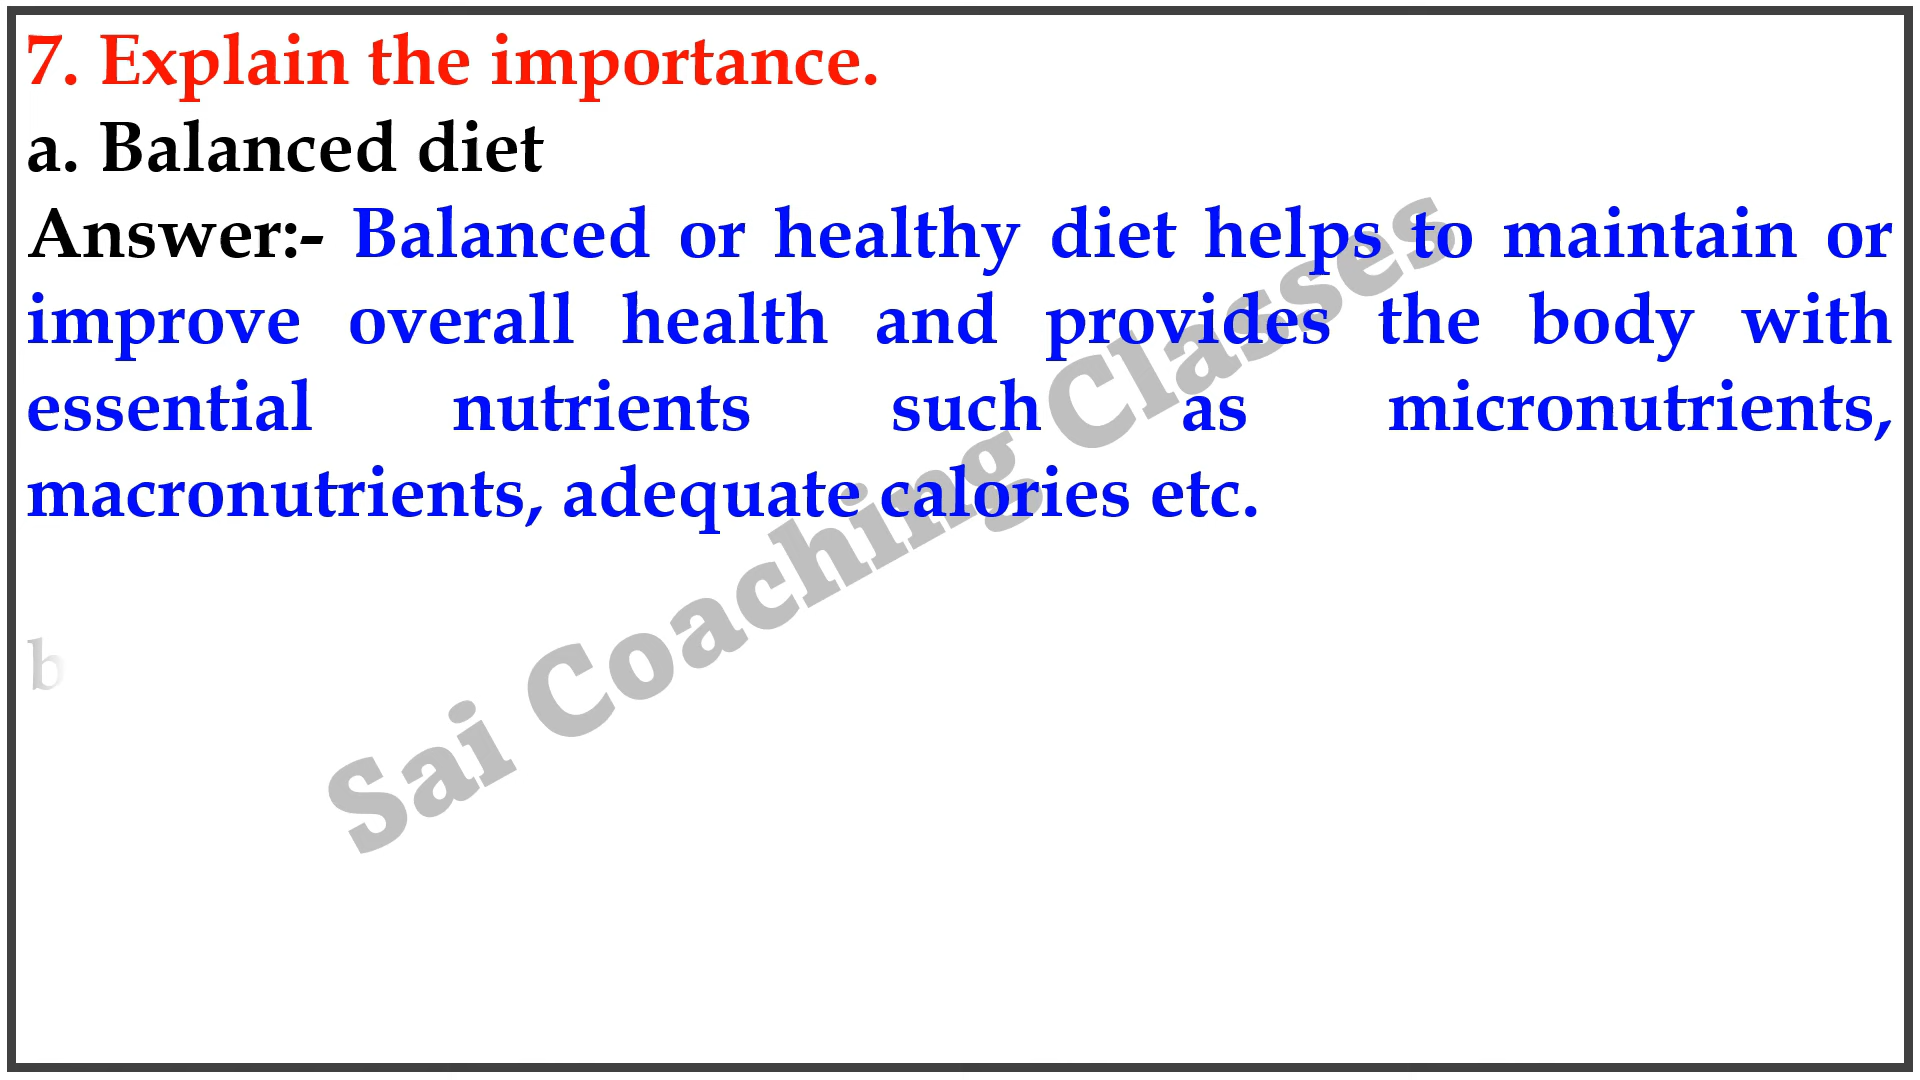 7. Explain the importance.
a. Balanced diet
Answer:- Balanced or healthy diet helps to maintain or
improve overall health and provides the body with
essential nutrients such as micronutrients,
macronutrients, adequate calories etc.
b
Sai Coaching Classes